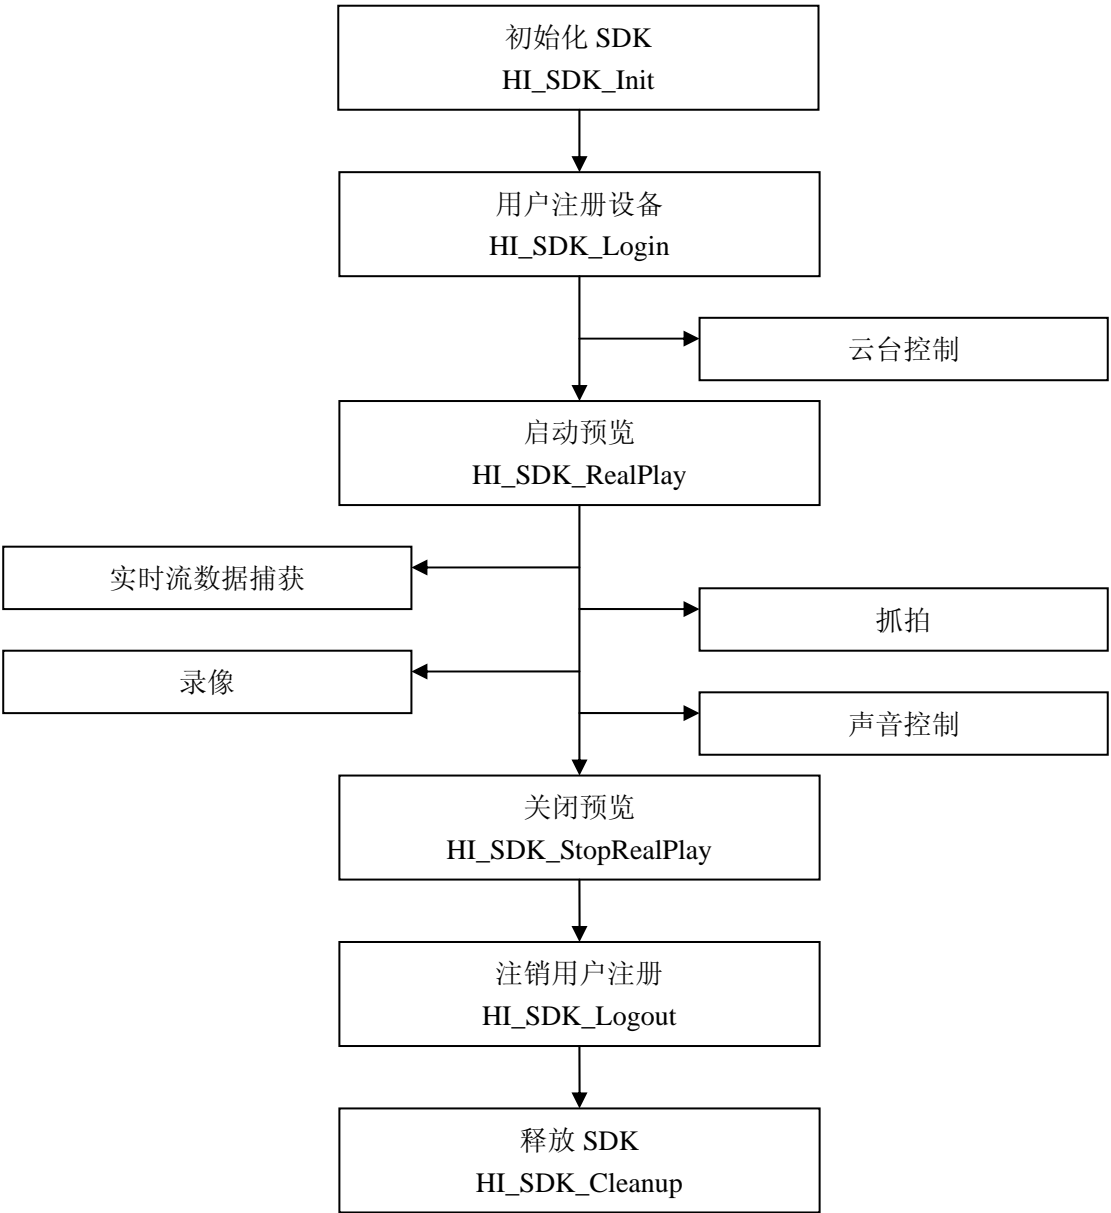 初始化 SDK
HI_SDK_Init
用户注册设备
HI_SDK_Login
云台控制
启动预览
HI_SDK_RealPlay
实时流数据捕获
抓拍
录像
声音控制
关闭预览
HI_SDK_StopRealPlay
注销用户注册
HI_SDK_Logout
释放 SDK
HI_SDK_Cleanup